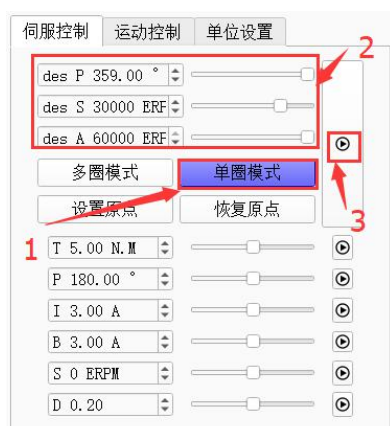 伺服控制 运动控制 单位设置
2
des P 359.00 °
des S 30000 ERF
des A 60000 ERF
多圈模式 单圈模式
设置原点 恢复原点
1 3
T 5.00 N.M
P 180.00 °
I 3.00 A
B 3.00 A
S 0 ERPM
D 0.20